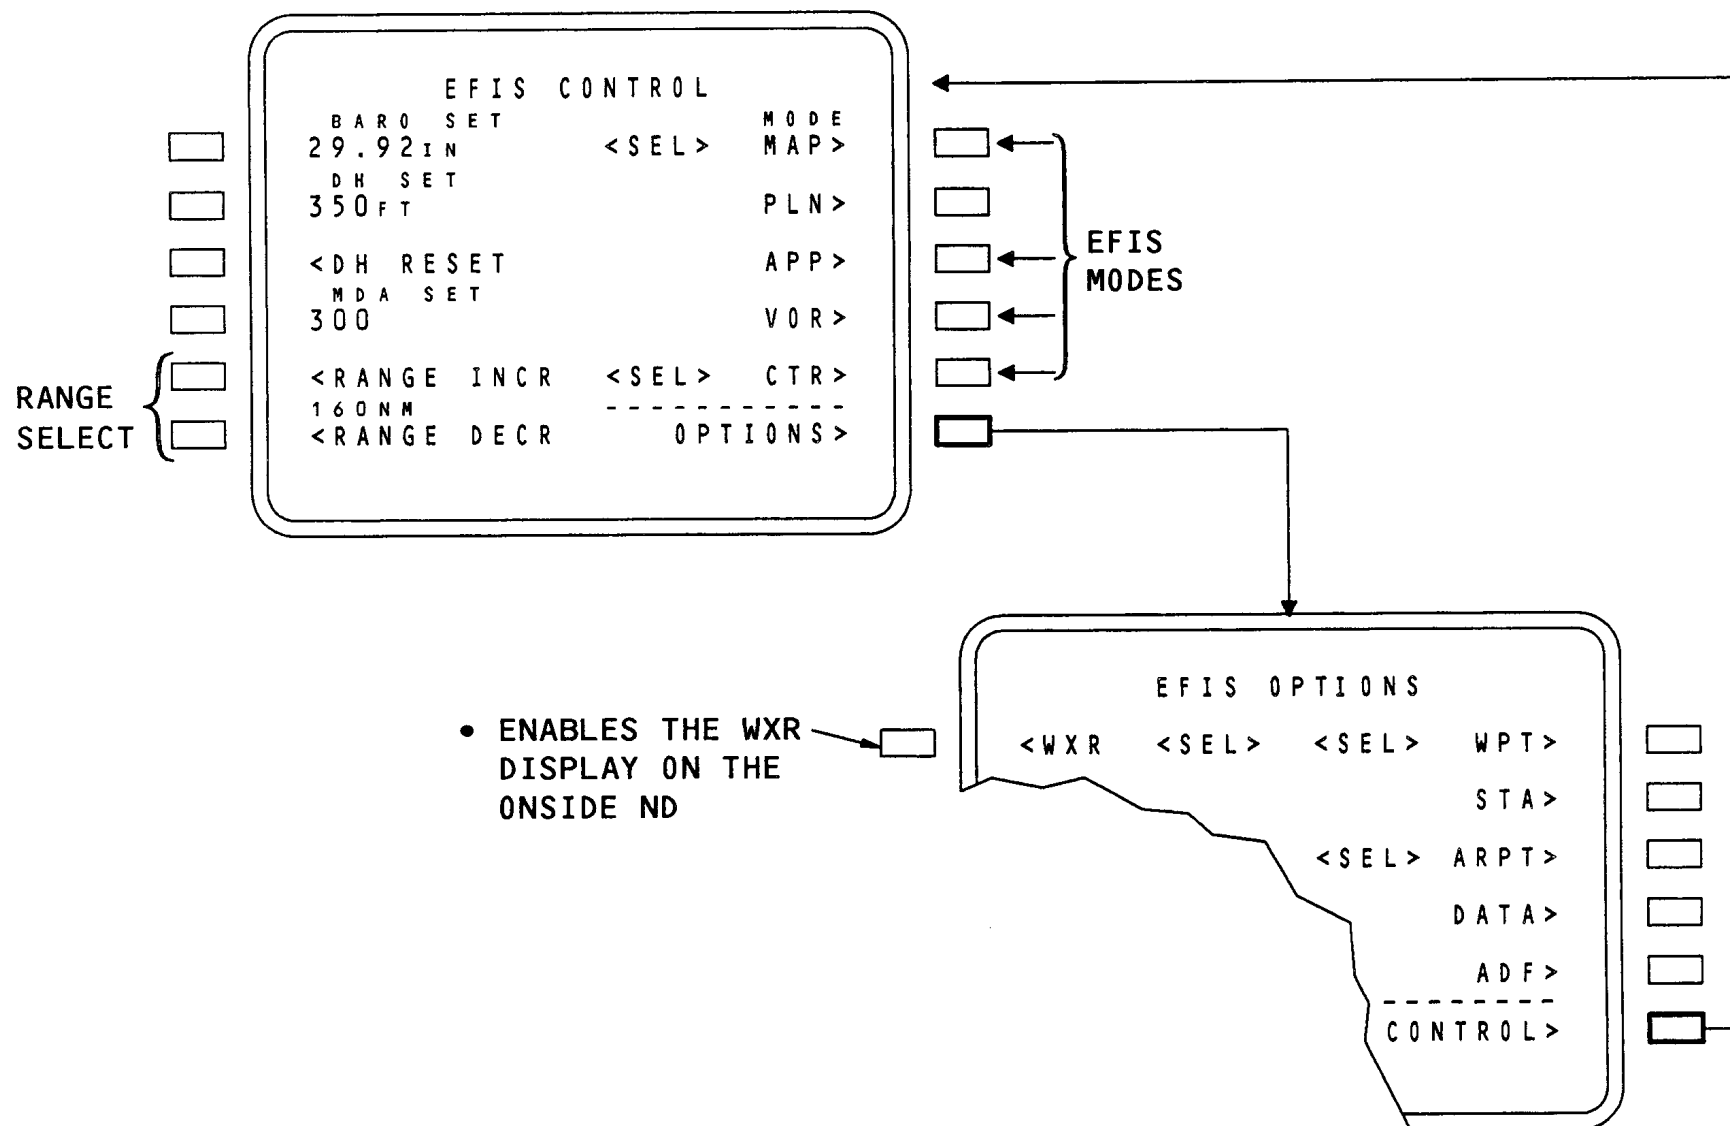 EFIS CONTROL
BARO SET MODE
29.92IN <SEL> MAP>
DH SET
350FT PLN>
<DH RESET APP>
MDA SET
300 VOR>
<RANGE INCR <SEL> CTR>
160NM -----------
<RANGE DECR OPTIONS>
EFIS
MODES
RANGE
SELECT
EFIS OPTIONS
<WXR <SEL> <SEL> WPT>
STA>
<SEL> ARPT>
DATA>
ADF>
--------
CONTROL>
• ENABLES THE WXR
DISPLAY ON THE
ONSIDE ND